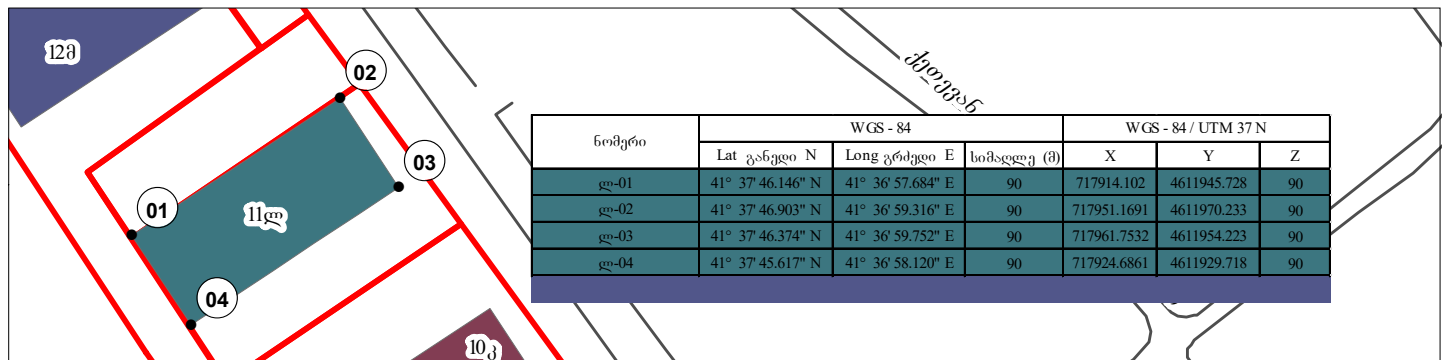 12მ
02
ქეთევან
03
01
11ლ
04
10კ
ნომერი WGS - 84 WGS - 84 / UTM 37 N
Lat განედი N Long გრძედი E სიმაღლე (მ) X Y Z
ლ-01 41° 37' 46.146" N 41° 36' 57.684" E 90 717914.102 4611945.728 90
ლ-02 41° 37' 46.903" N 41° 36' 59.316" E 90 717951.1691 4611970.233 90
ლ-03 41° 37' 46.374" N 41° 36' 59.752" E 90 717961.7532 4611954.223 90
ლ-04 41° 37' 45.617" N 41° 36' 58.120" E 90 717924.6861 4611929.718 90